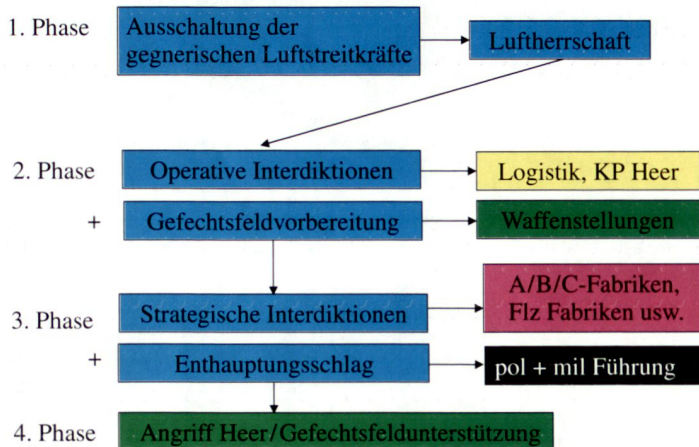 1. Phase
Ausschaltung der
gegnerischen Luftstreitkräfte
Luftherrschaft
2. Phase
Operative Interdiktionen
Logistik, KP Heer
+
Gefechtsfeldvorbereitung
Waffenstellungen
3. Phase
Strategische Interdiktionen
A/B/C-Fabriken,
Flz Fabriken usw.
+
Enthauptungsschlag
pol + mil Führung
4. Phase
Angriff Heer/Gefechtsfeldunterstützung